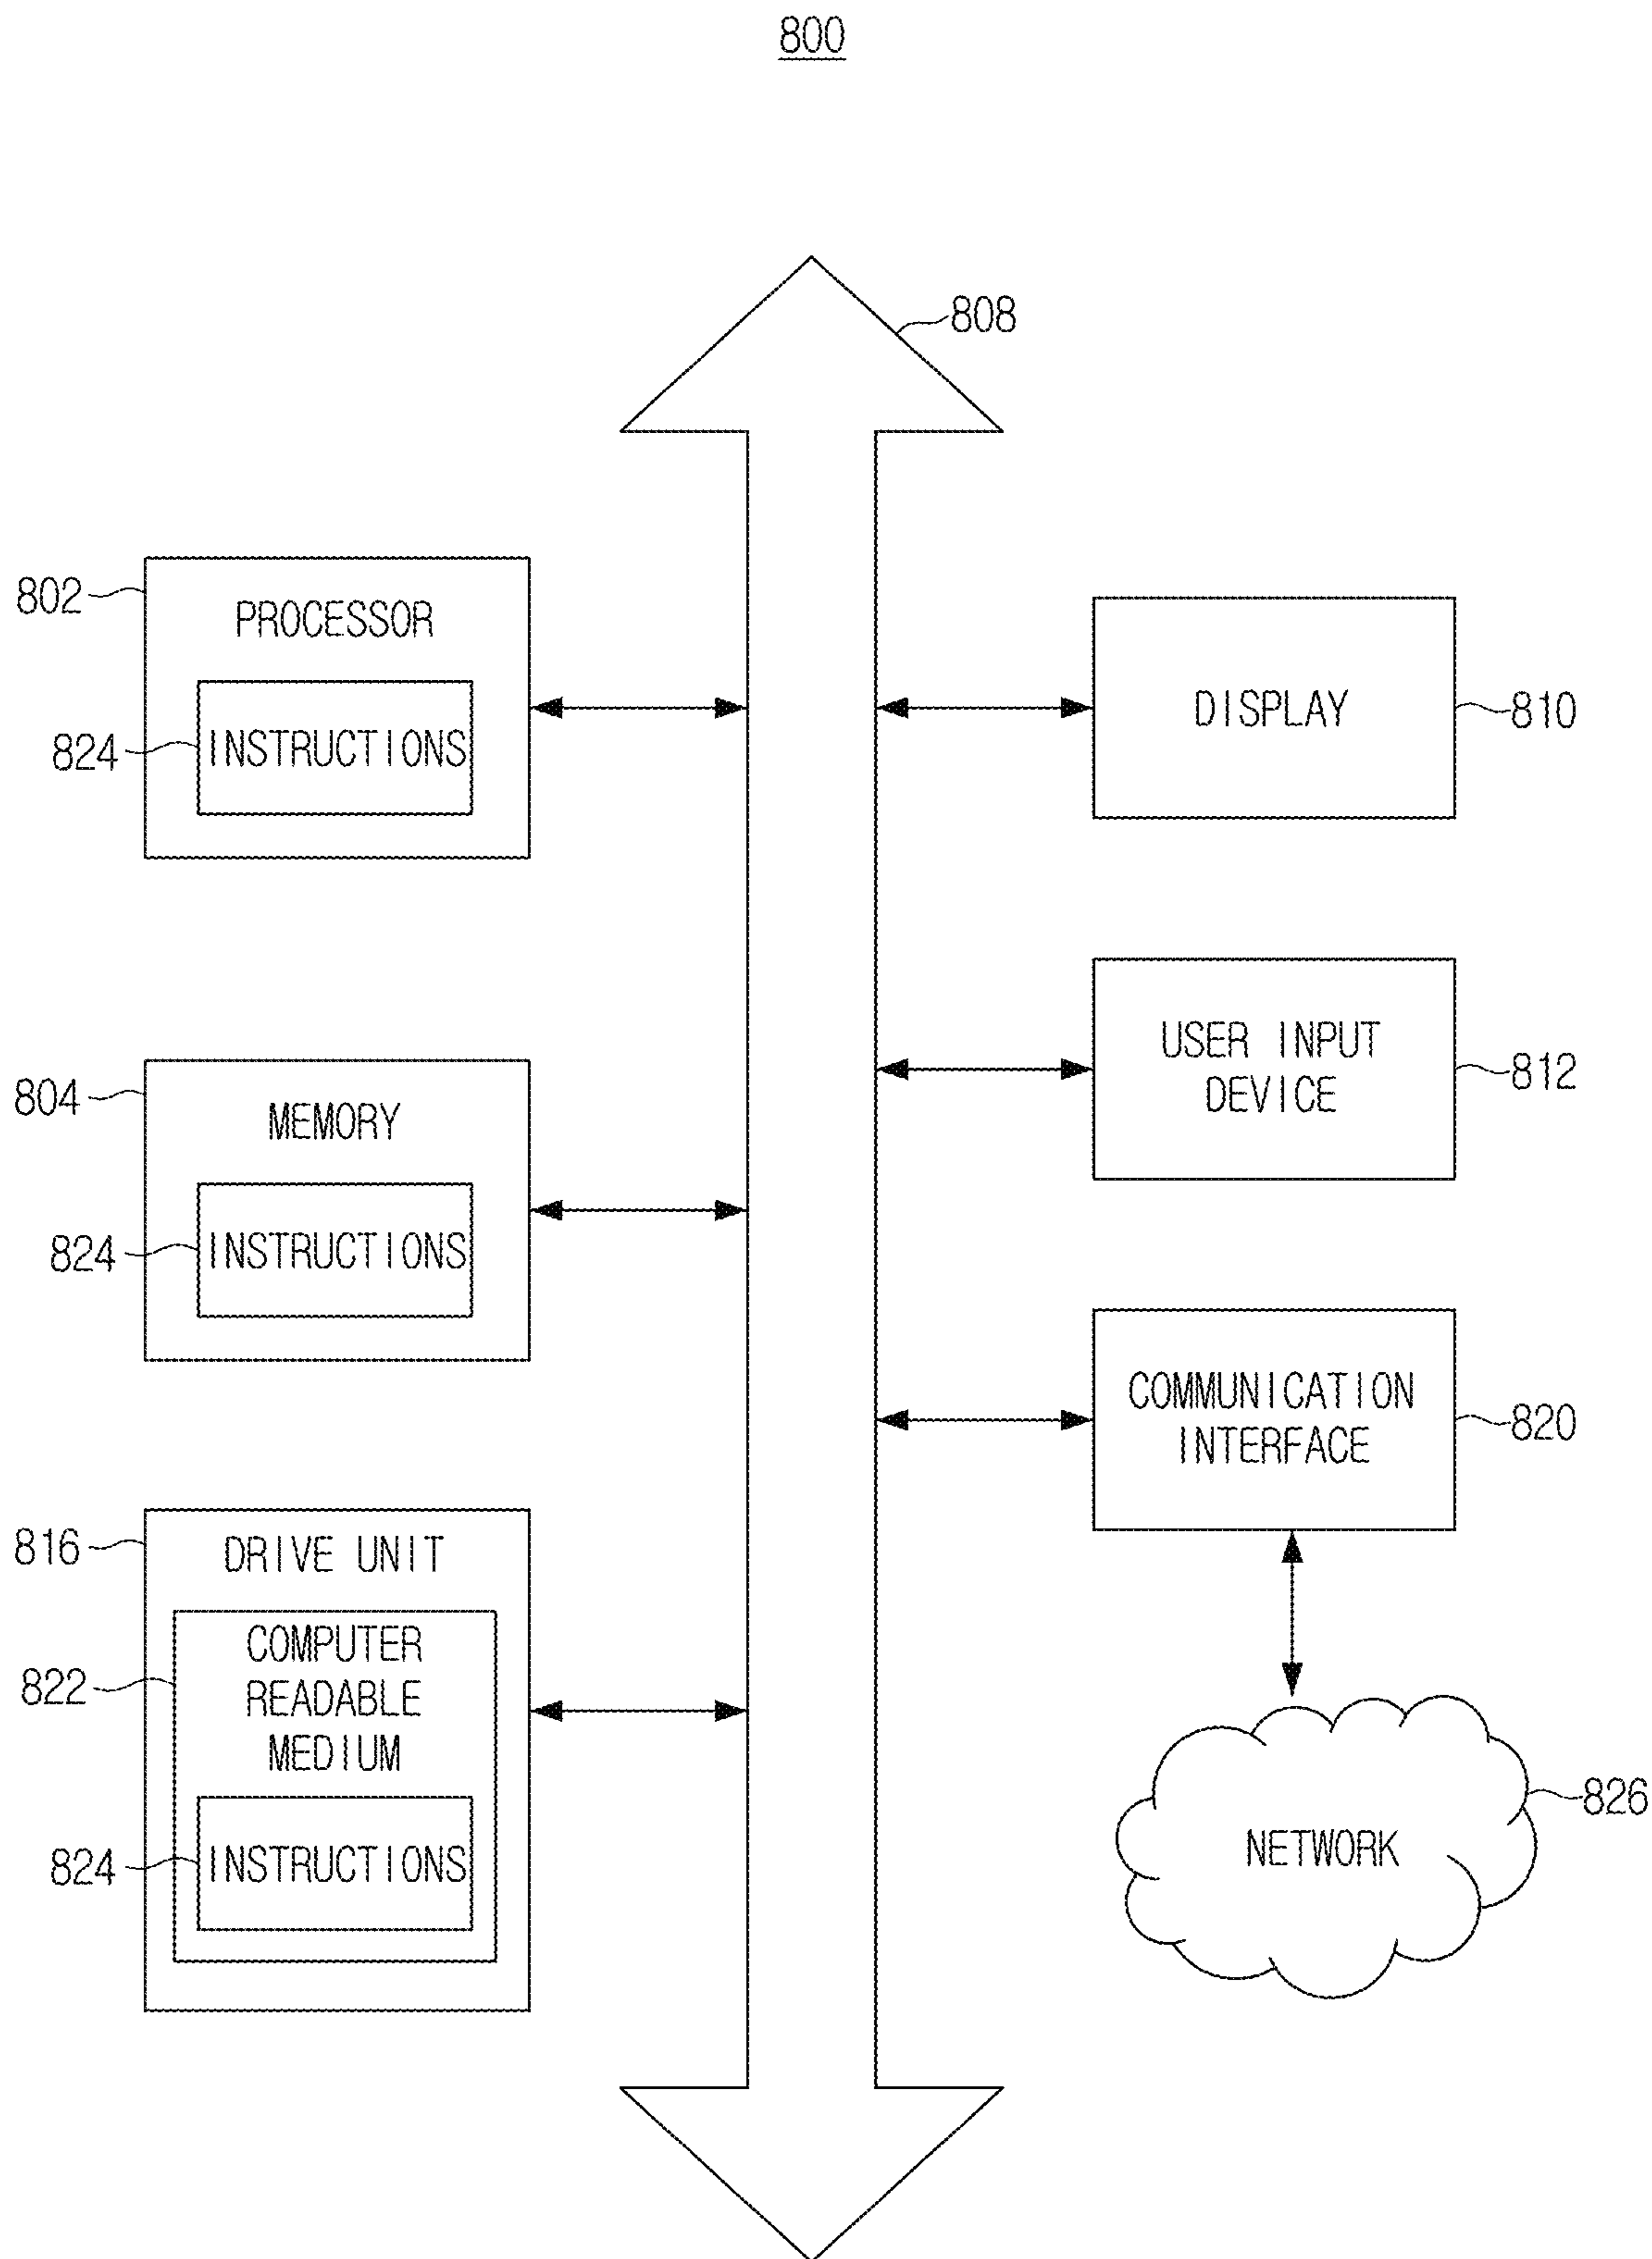 800
808
802
PROCESSOR
824
INSTRUCTIONS
DISPLAY
810
USER INPUT
DEVICE
812
804
MEMORY
824
INSTRUCTIONS
COMMUNICATION
INTERFACE
820
816
DRIVE UNIT
822
COMPUTER
READABLE
MEDIUM
824
INSTRUCTIONS
826
NETWORK